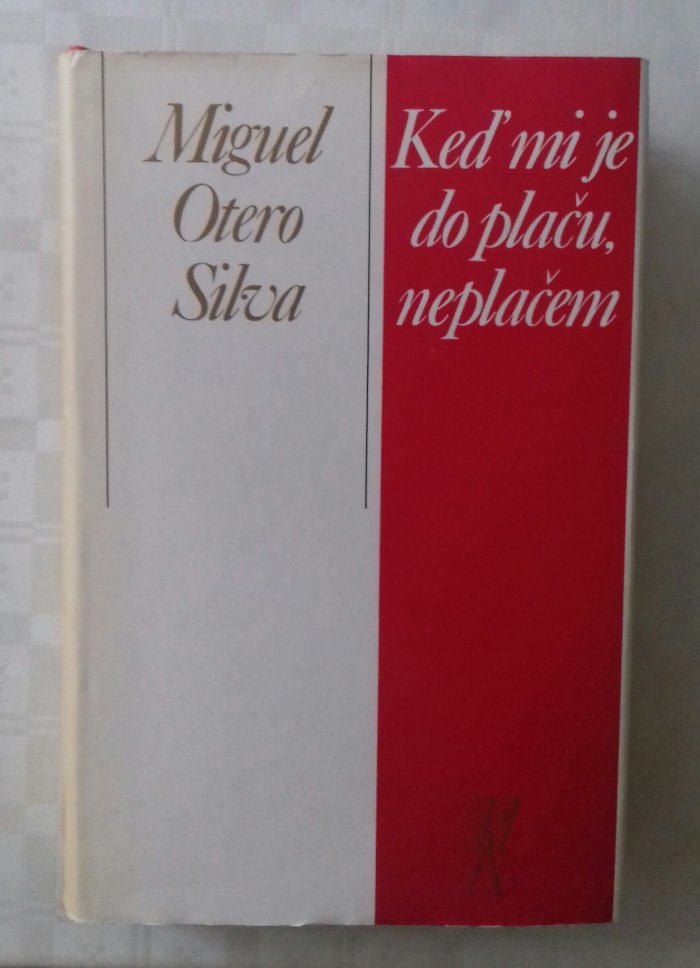 Miguel
Otero
Silva
Keď mi je
do plaču,
neplačem